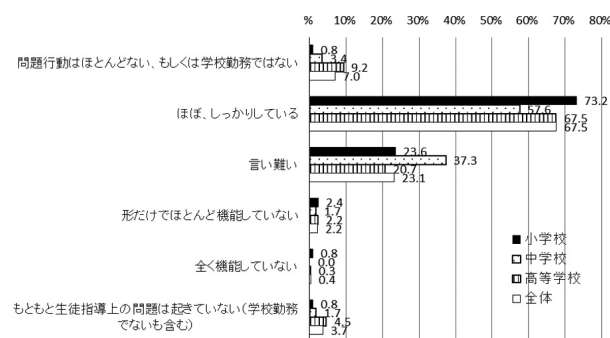 % 10% 20% 30% 40% 50% 60% 70% 80%
問題行動はほとんどない、もしくは学校勤務ではない
0.8
3.4
9.2
7.0
ほぼ、しっかりしている
73.2
57.6
67.5
67.5
言い難い
23.6
37.3
20.7
23.1
形だけでほとんど機能していない
2.4
1.7
2.2
2.2
全く機能していない
0.8
0.0
0.3
0.4
もともと生徒指導上の問題は起きていない(学校勤務
でないも含む)
0.8
1.7
4.5
3.7
小学校
中学校
高等学校
全体